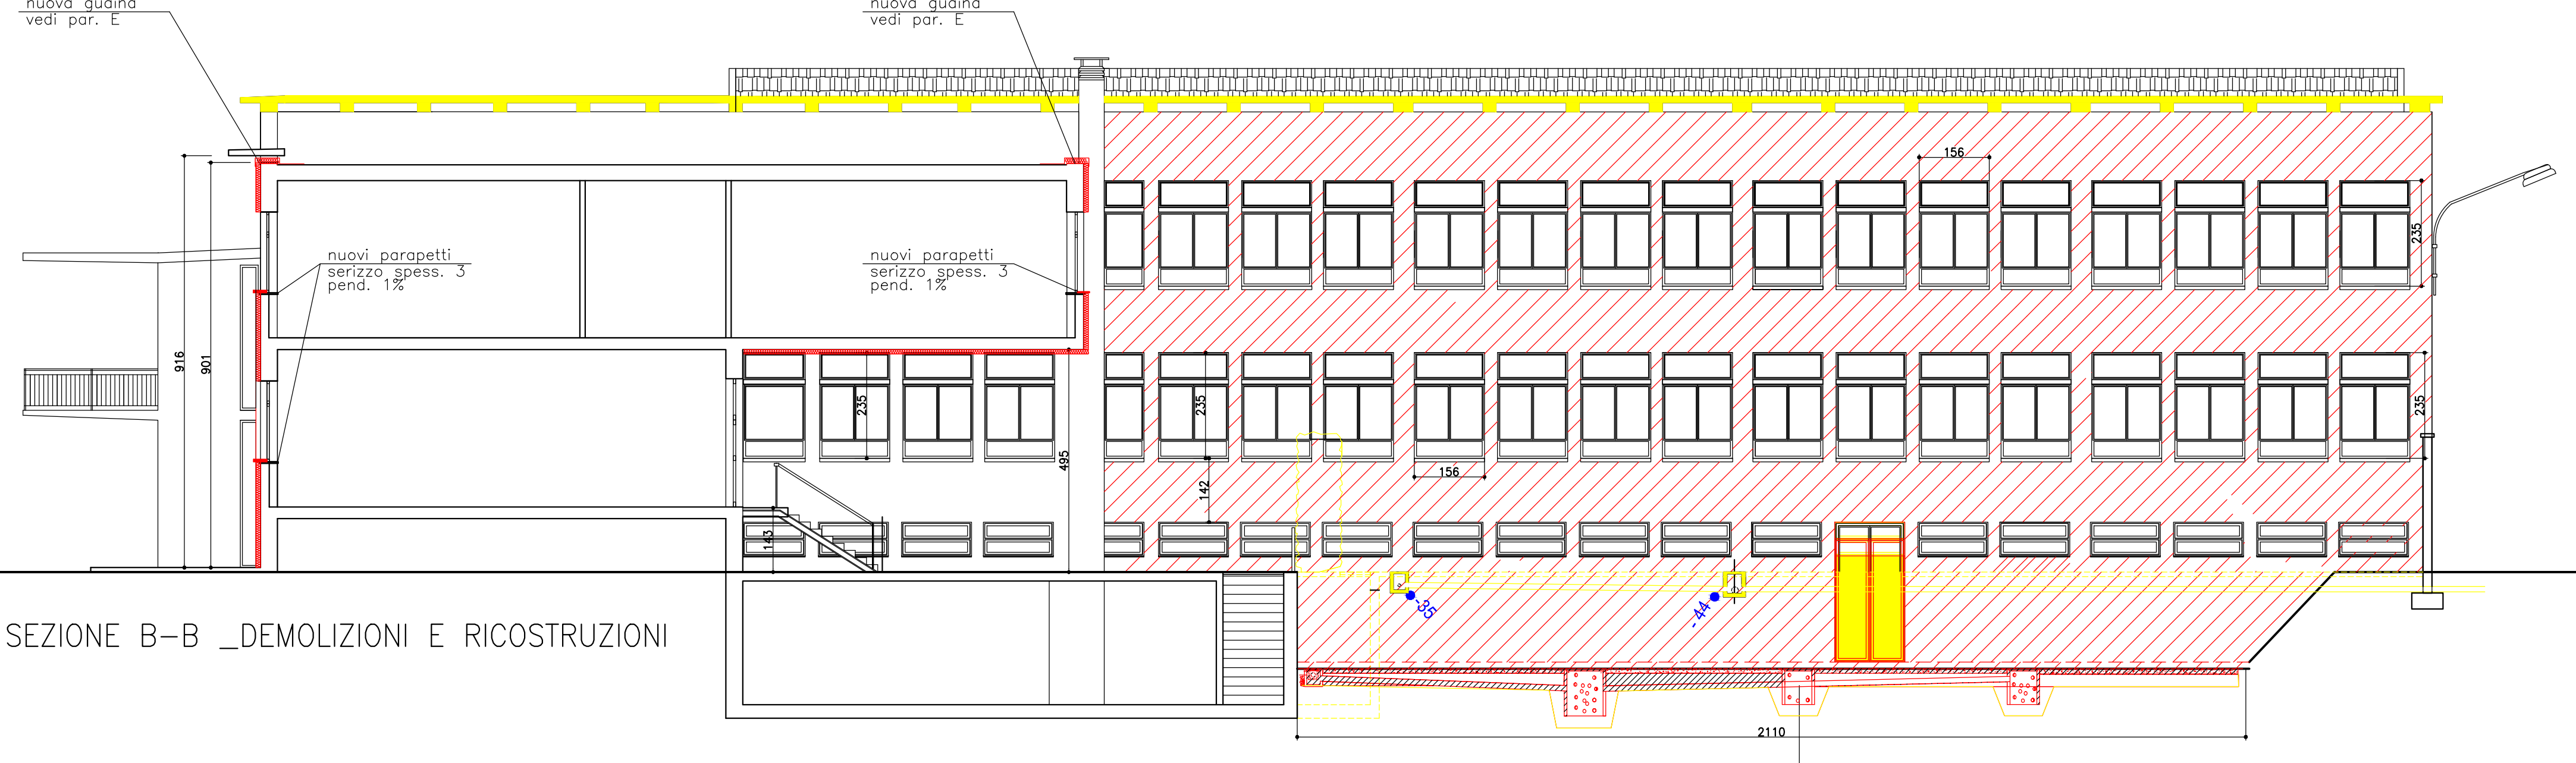 nuova guaina
vedi par. E
nuova guaina
vedi par. E
156
235
nuovi parapetti
serizzo spess. 3
pend. 1%
nuovi parapetti
serizzo spess. 3
pend. 1%
916
901
235
235
235
495
156
142
143
-35
-44
SEZIONE B-B _DEMOLIZIONI E RICOSTRUZIONI
2110